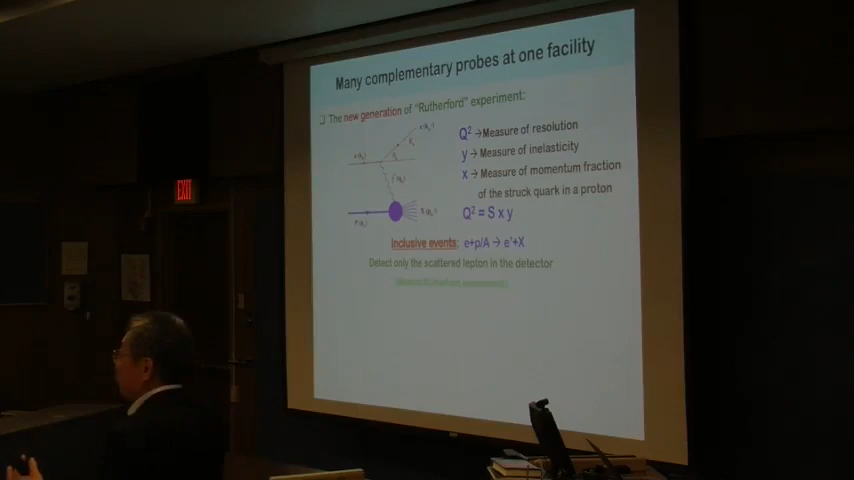 Many complementary probes at one facility
❑ The new generation of "Rutherford" experiment:
Q² → Measure of resolution
y → Measure of inelasticity
x → Measure of momentum fraction
of the struck quark in a proton
Q² = S x y
Inclusive events: e+p/A → e'+X
Detect only the scattered lepton in the detector
EXIT